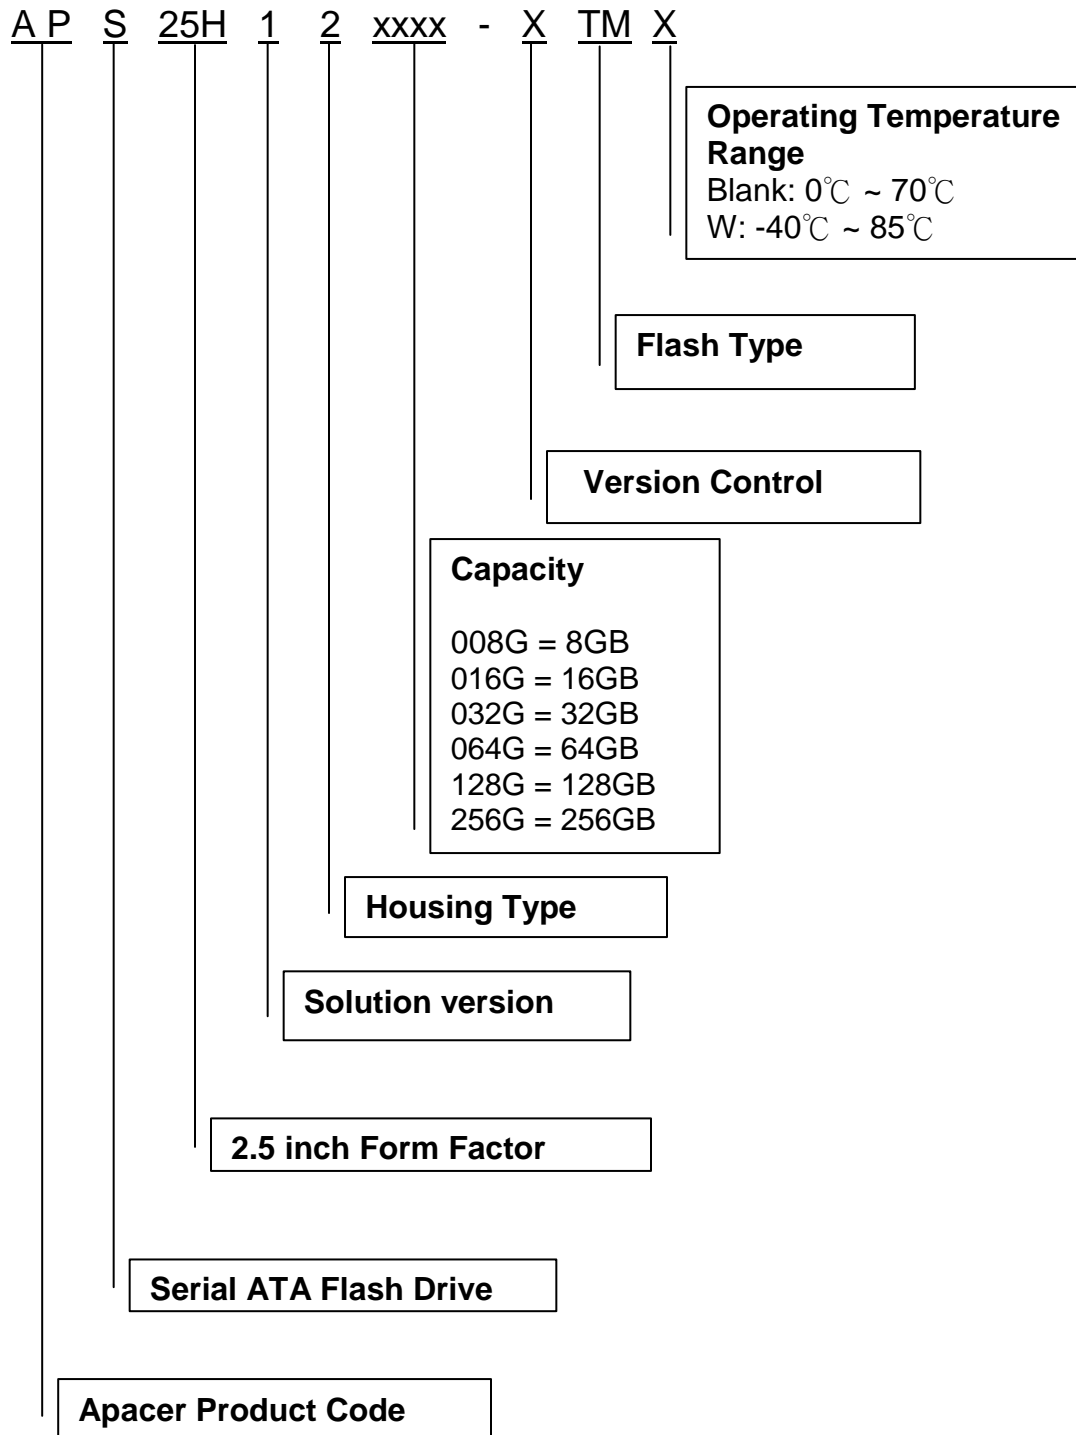 AP S 25H 1 2 xxxx - X TM X
Operating Temperature
Range
Blank: 0℃ ~ 70℃
W: -40℃ ~ 85℃
Flash Type
Version Control
Capacity
008G = 8GB
016G = 16GB
032G = 32GB
064G = 64GB
128G = 128GB
256G = 256GB
Housing Type
Solution version
2.5 inch Form Factor
Serial ATA Flash Drive
Apacer Product Code